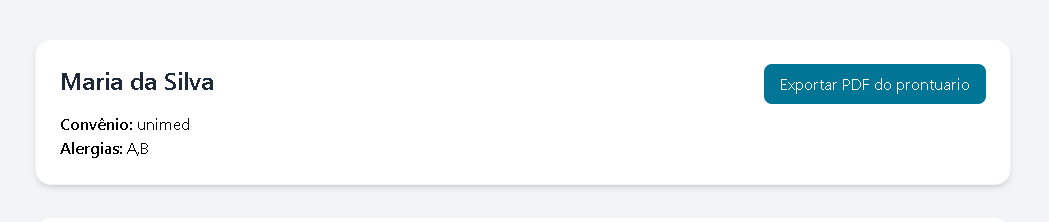 Maria da Silva
Exportar PDF do prontuario
Convênio: unimed
Alergias: A,B